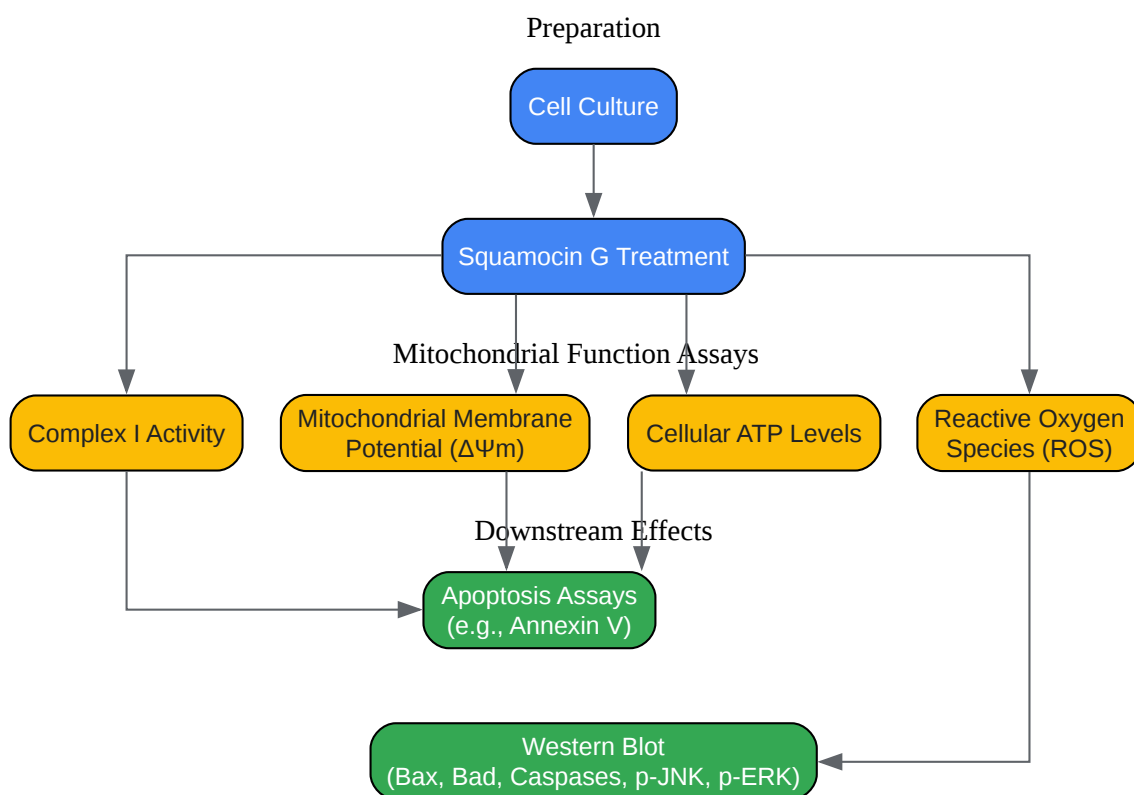 Preparation
Cell Culture
Squamocin G Treatment
Mitochondrial Function Assays
Complex I Activity
Mitochondrial Membrane
Potential (ΔΨm)
Cellular ATP Levels
Reactive Oxygen
Species (ROS)
Downstream Effects
Apoptosis Assays
(e.g., Annexin V)
Western Blot
(Bax, Bad, Caspases, p-JNK, p-ERK)